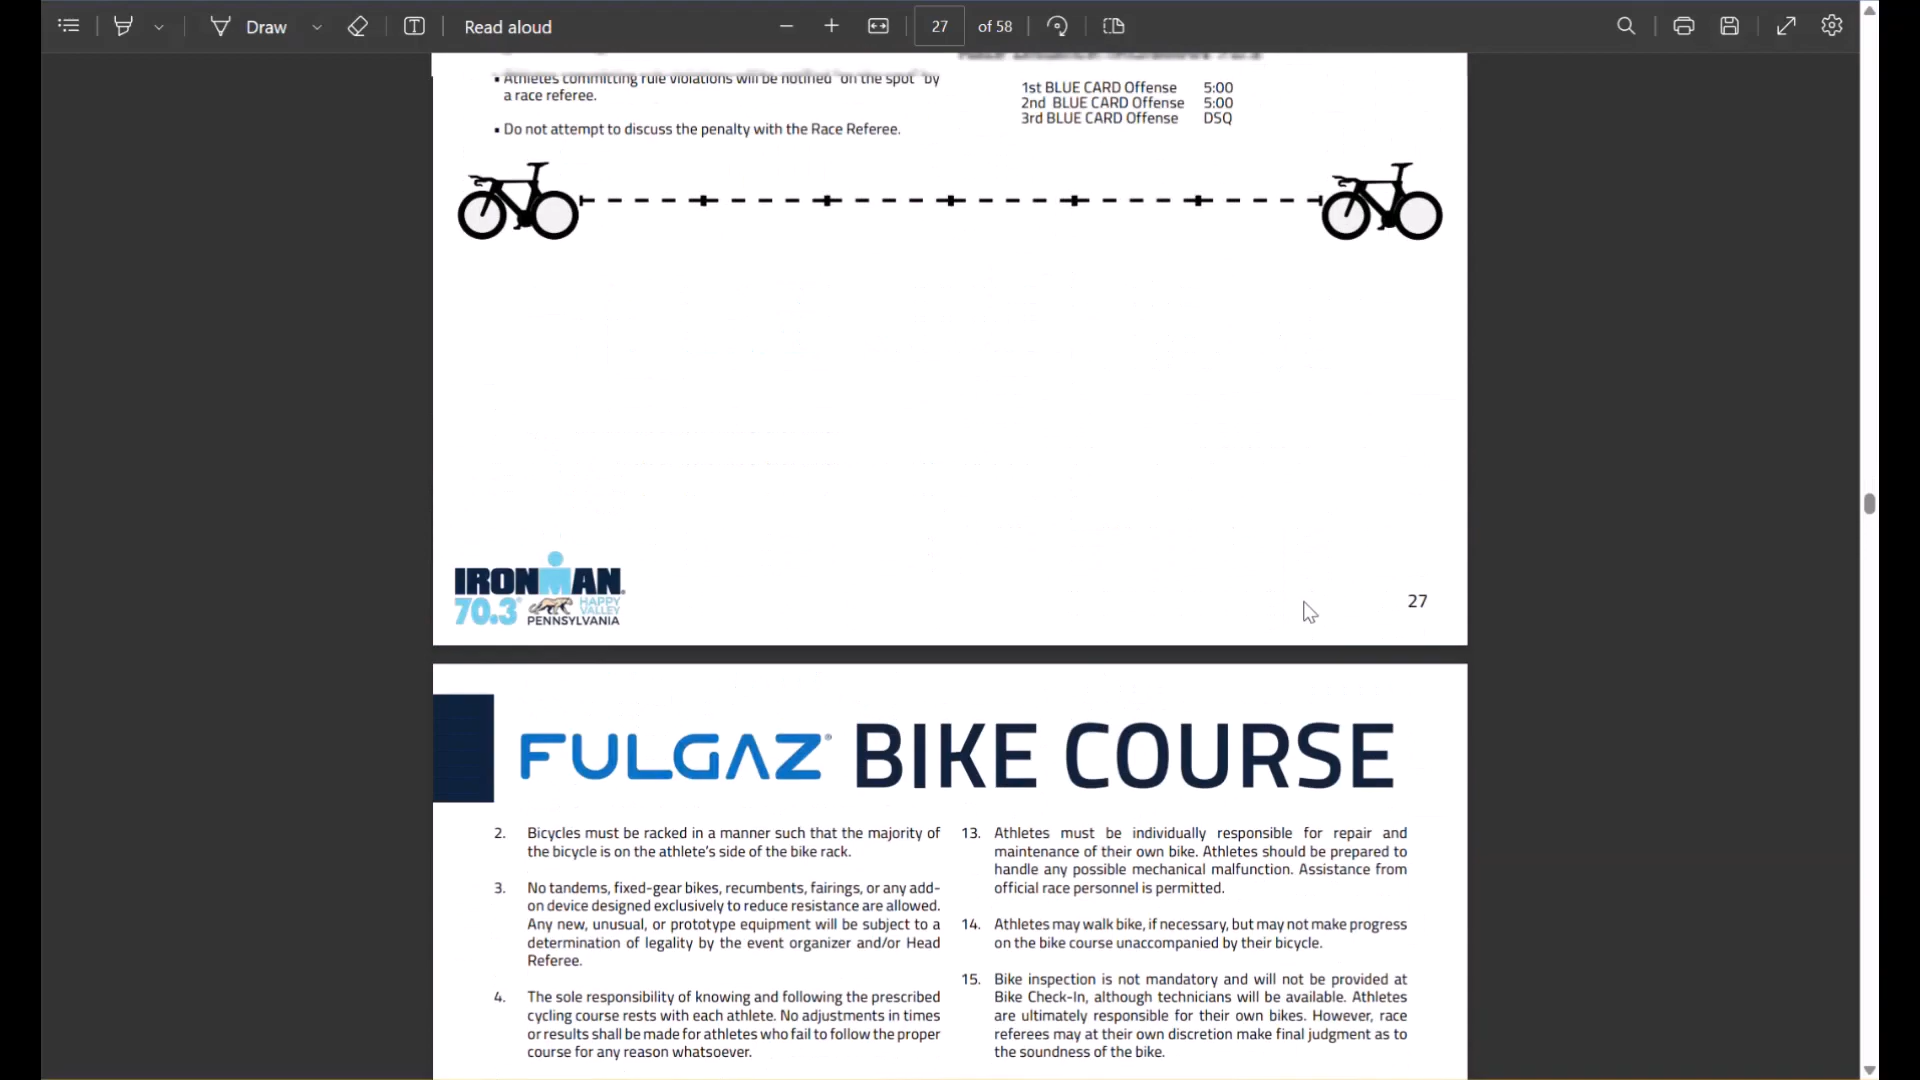 Draw
Read aloud
27
of 58
▪ Athletes committing rule violations will be notified "on the spot" by
a race referee.
▪ Do not attempt to discuss the penalty with the Race Referee.
1st BLUE CARD Offense 5:00
2nd BLUE CARD Offense 5:00
3rd BLUE CARD Offense DSQ
IRONMAN
70.3
HAPPY
VALLEY
PENNSYLVANIA
27
FULGAZ® BIKE COURSE
2. Bicycles must be racked in a manner such that the majority of
the bicycle is on the athlete's side of the bike rack.
3. No tandems, fixed-gear bikes, recumbents, fairings, or any add-
on device designed exclusively to reduce resistance are allowed.
Any new, unusual, or prototype equipment will be subject to a
determination of legality by the event organizer and/or Head
Referee.
4. The sole responsibility of knowing and following the prescribed
cycling course rests with each athlete. No adjustments in times
or results shall be made for athletes who fail to follow the proper
course for any reason whatsoever.
13. Athletes must be individually responsible for repair and
maintenance of their own bike. Athletes should be prepared to
handle any possible mechanical malfunction. Assistance from
official race personnel is permitted.
14. Athletes may walk bike, if necessary, but may not make progress
on the bike course unaccompanied by their bicycle.
15. Bike inspection is not mandatory and will not be provided at
Bike Check-In, although technicians will be available. Athletes
are ultimately responsible for their own bikes. However, race
referees may at their own discretion make final judgment as to
the soundness of the bike.